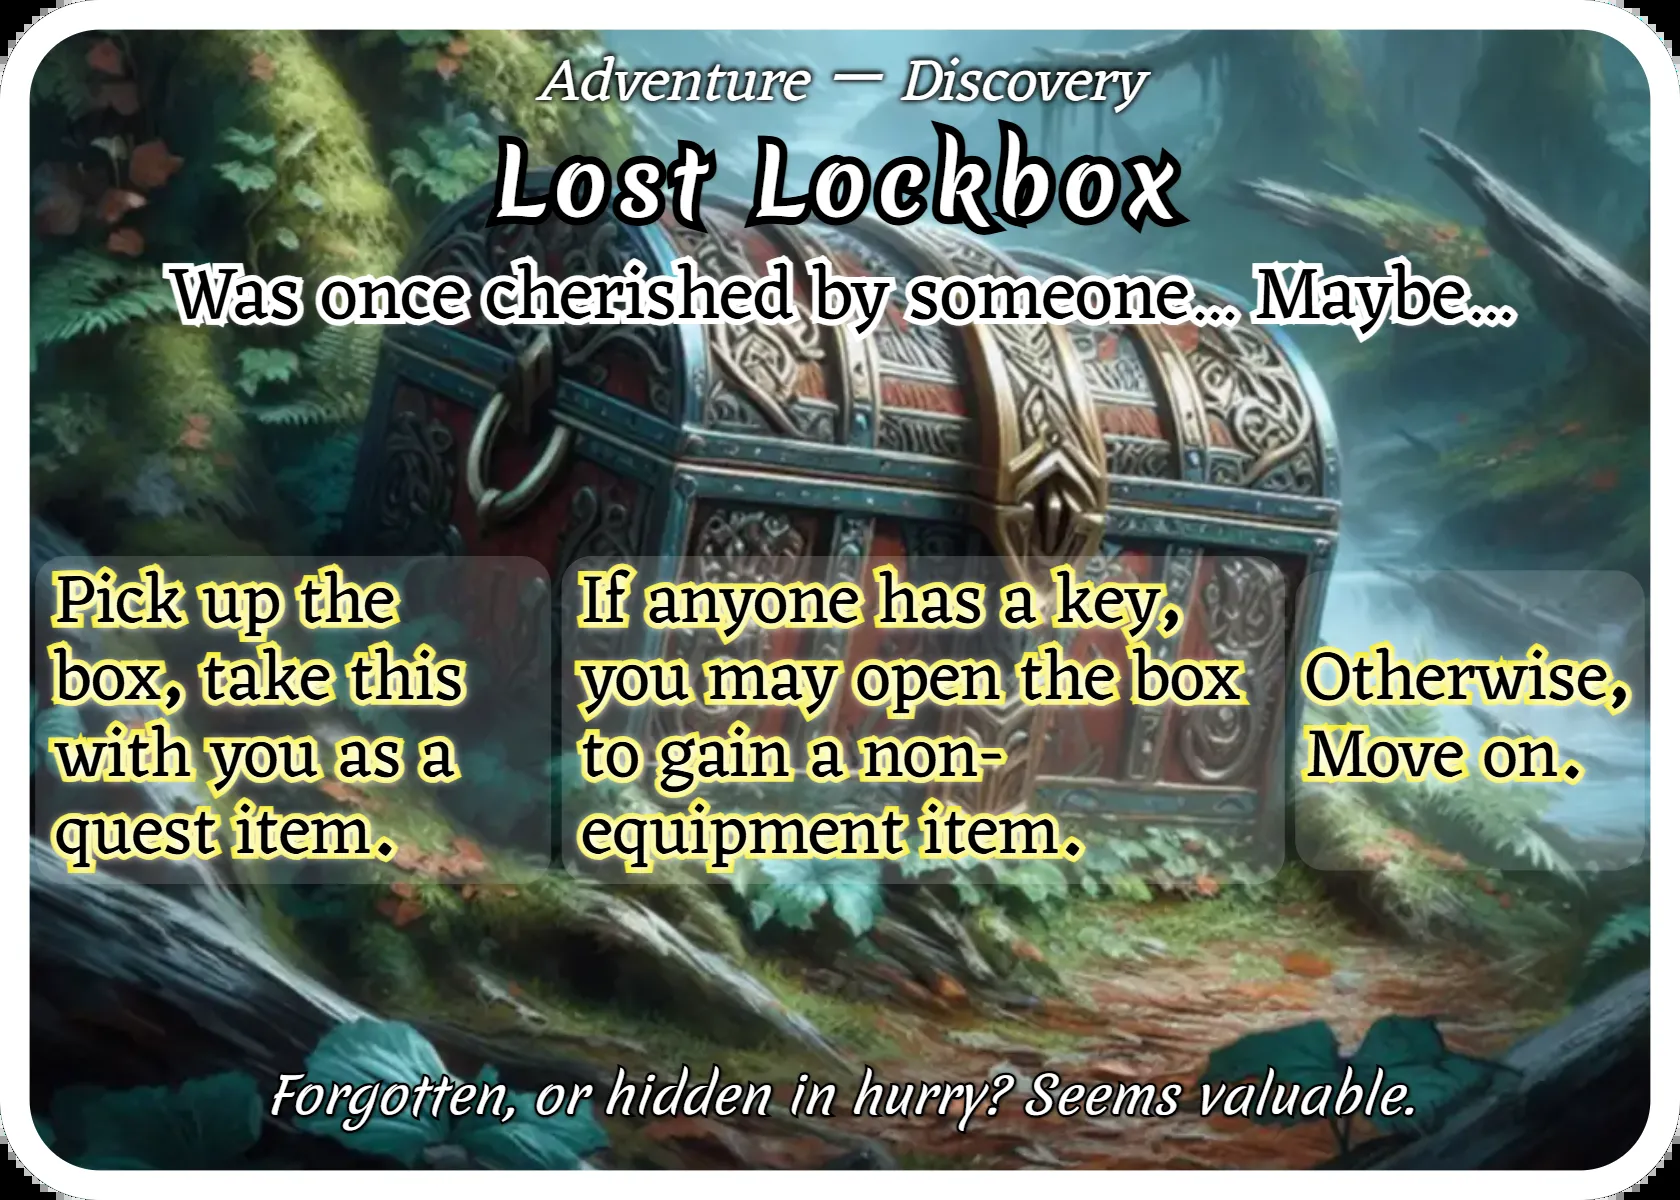 Adventure — Discovery
Lost Lockbox
Was once cherished by someone... Maybe...
Pick up the
box, take this
with you as a
quest item.
If anyone has a key,
you may open the box
to gain a non-
equipment item.
Otherwise,
Move on.
Forgotten, or hidden in hurry? Seems valuable.